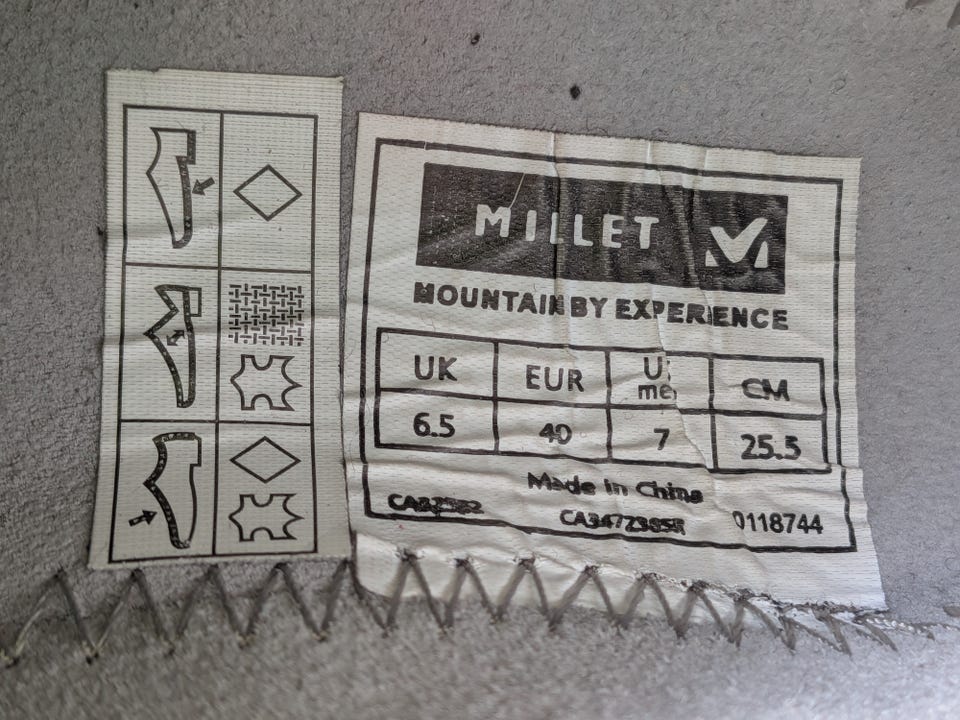 MILLET
MOUNTAIN BY EXPERIENCE
UK EUR CM
6.5 40 7 25.5
Made in China
0118744